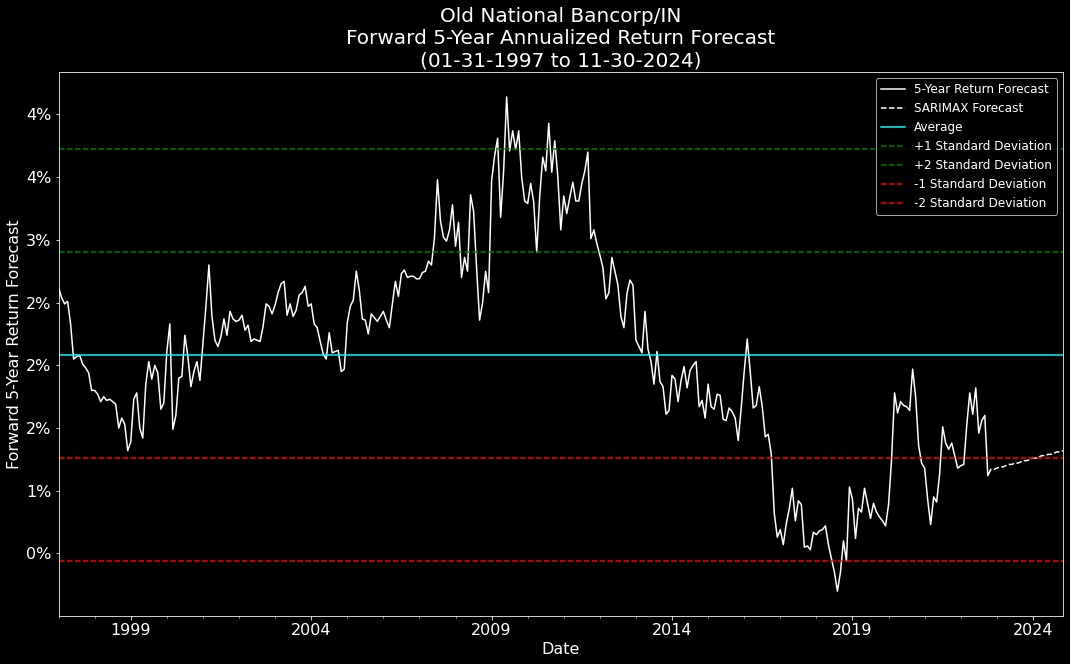 Old National Bancorp/IN
Forward 5-Year Annualized Return Forecast
(01-31-1997 to 11-30-2024)
5-Year Return Forecast
SARIMAX Forecast
Average
+1 Standard Deviation
+2 Standard Deviation
-1 Standard Deviation
-2 Standard Deviation
Forward 5-Year Return Forecast
4%
4%
3%
2%
2%
2%
1%
0%
1999
2004
2009
2014
2019
2024
Date